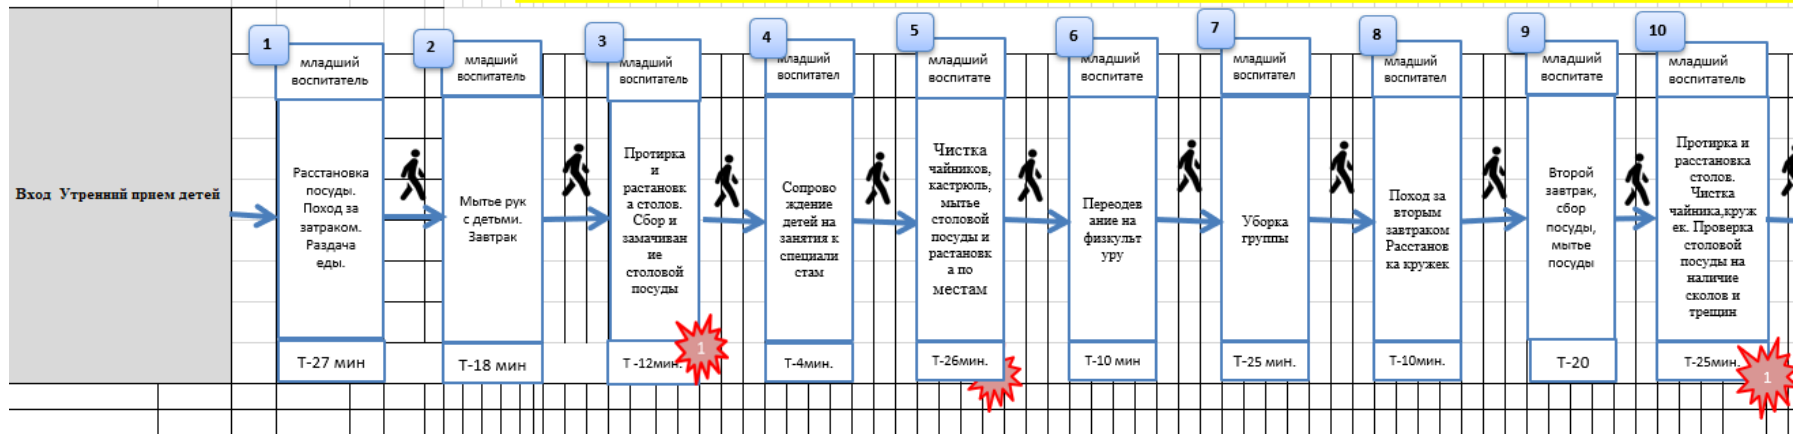 Вход Утренний прием детей
1
младший
воспитатель
Расстановка
посуды.
Поход за
затраком.
Раздача
еды.
Т-27 мин
2
младший
воспитатель
Мытье рук
с детьми.
Завтрак
Т-18 мин
3
младший
воспитатель
Протирка
и
растановк
а столов.
Сбор и
замачиван
ие
столовой
посуды
Т -12мин.
1
4
младший
воспитател
Сопрово
ждение
детей на
занятия к
специали
стам
Т-4мин.
5
младший
воспитате
Чистка
чайников,
кастрюль,
мытье
столовой
посуды и
растановк
а по
местам
Т-26мин.
6
младший
воспитате
Переодев
ание на
физкульт
уру
Т-10 мин
7
младший
воспитател
Уборка
группы
Т-25 мин.
8
младший
воспитател
Поход за
вторым
завтраком
Расстанов
ка кружек
Т-10мин.
9
младший
воспитате
Второй
завтрак,
сбор
посуды,
мытье
посуды
Т-20
10
младший
воспитатель
Протирка и
расстановка
столов.
Чистка
чайника,круж
ек. Проверка
столовой
посуды на
наличие
сколов и
трещин
Т-25мин.
1